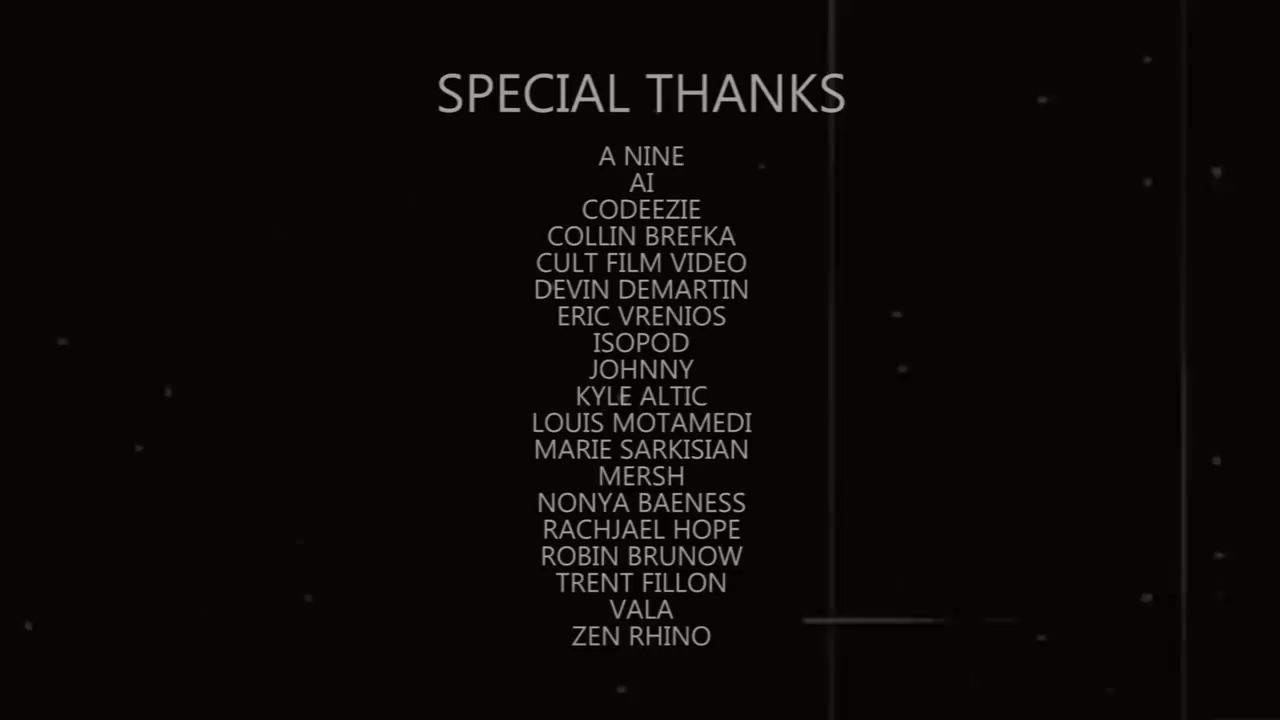 SPECIAL THANKS
A NINE
AI
CODEEZIE
COLLIN BREFKA
CULT FILM VIDEO
DEVIN DEMARTIN
ERIC VRENIOS
ISOPOD
JOHNNY
KYLE ALTIC
LOUIS MOTAMEDI
MARIE SARKISIAN
MERSH
NONYA BAENESS
RACHJAEL HOPE
ROBIN BRUNOW
TRENT FILLON
VALA
ZEN RHINO